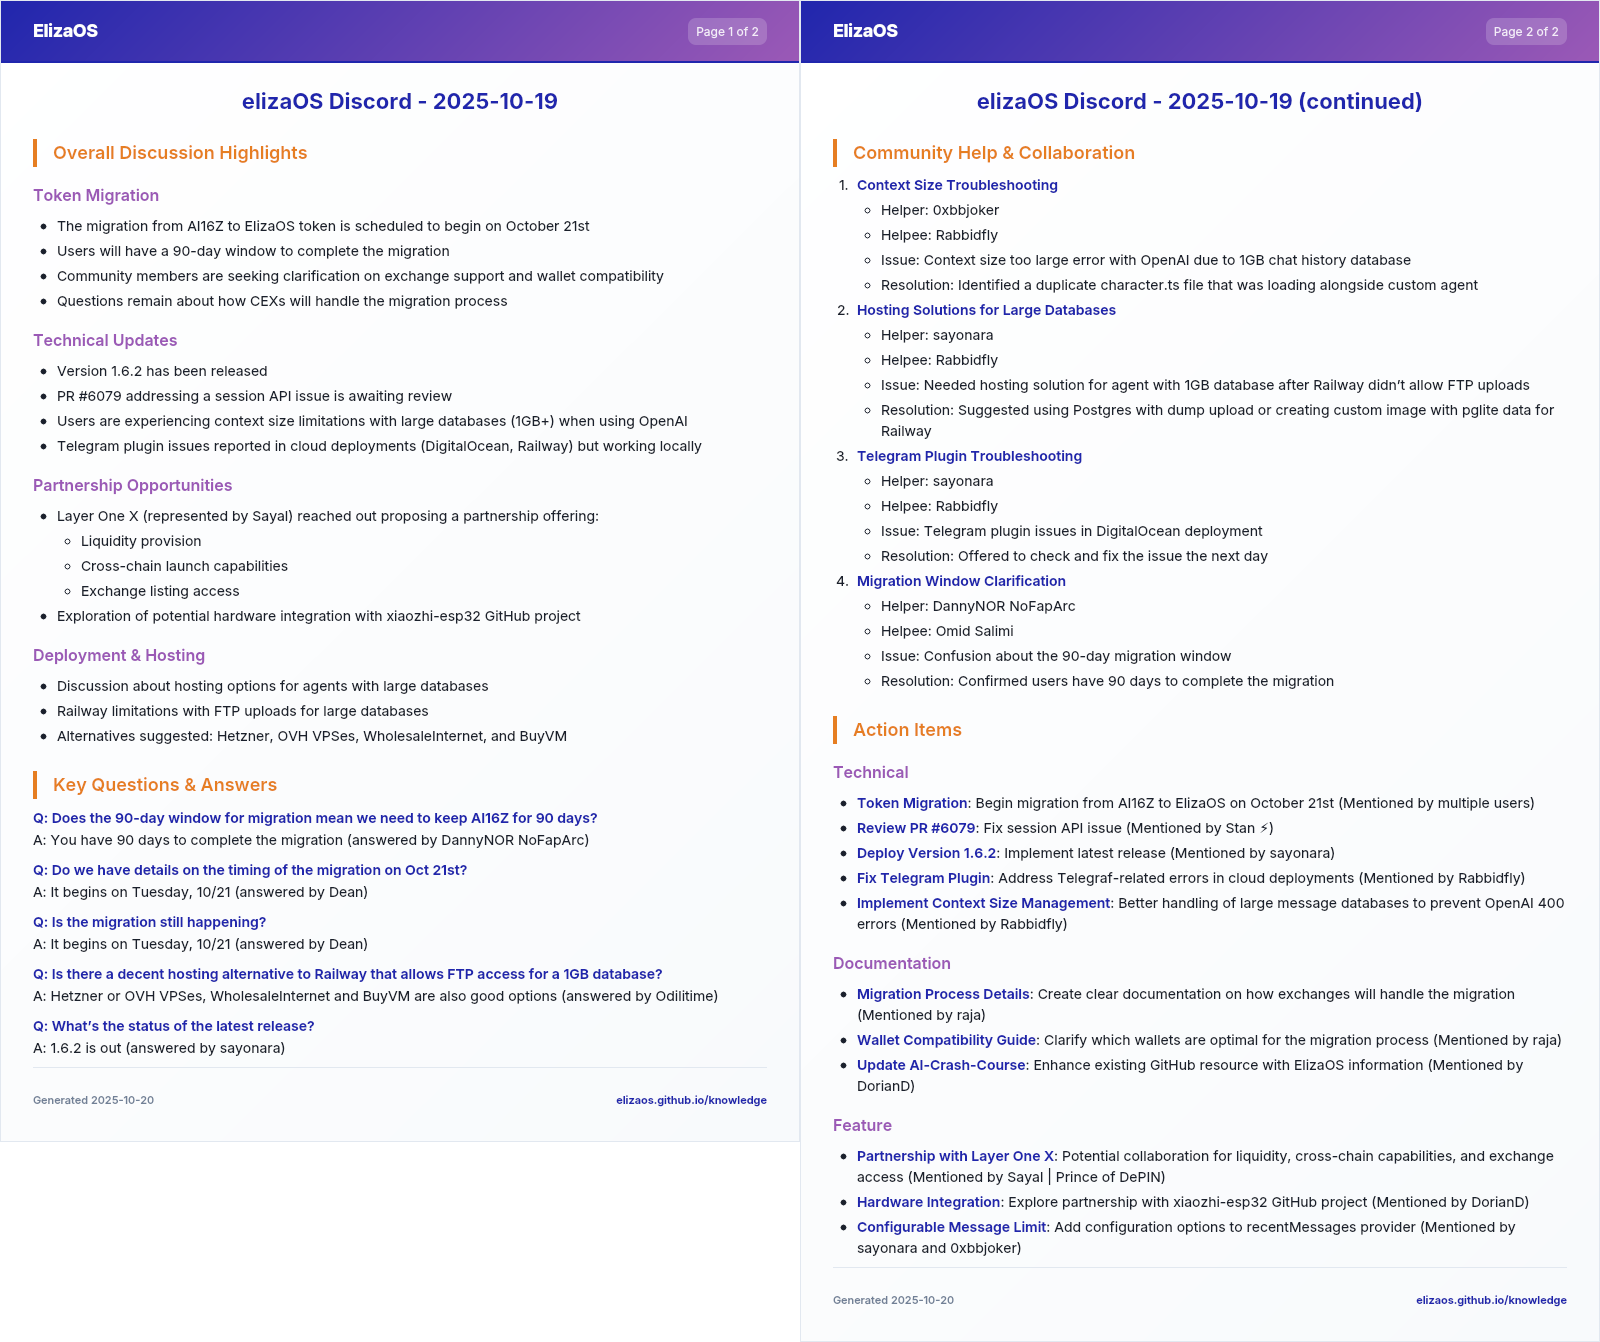 ElizaOS
Page 1 of 2
elizaOS Discord - 2025-10-19
Overall Discussion Highlights
Token Migration
• The migration from AI16Z to ElizaOS token is scheduled to begin on October 21st
• Users will have a 90-day window to complete the migration
• Community members are seeking clarification on exchange support and wallet compatibility
• Questions remain about how CEXs will handle the migration process
Technical Updates
• Version 1.6.2 has been released
• PR #6079 addressing a session API issue is awaiting review
• Users are experiencing context size limitations with large databases (1GB+) when using OpenAI
• Telegram plugin issues reported in cloud deployments (DigitalOcean, Railway) but working locally
Partnership Opportunities
• Layer One X (represented by Sayal) reached out proposing a partnership offering:
◦ Liquidity provision
◦ Cross-chain launch capabilities
◦ Exchange listing access
• Exploration of potential hardware integration with xiaozhi-esp32 GitHub project
Deployment & Hosting
• Discussion about hosting options for agents with large databases
• Railway limitations with FTP uploads for large databases
• Alternatives suggested: Hetzner, OVH VPSes, WholesaleInternet, and BuyVM
Key Questions & Answers
Q: Does the 90-day window for migration mean we need to keep AI16Z for 90 days?
A: You have 90 days to complete the migration (answered by DannyNOR NoFapArc)
Q: Do we have details on the timing of the migration on Oct 21st?
A: It begins on Tuesday, 10/21 (answered by Dean)
Q: Is the migration still happening?
A: It begins on Tuesday, 10/21 (answered by Dean)
Q: Is there a decent hosting alternative to Railway that allows FTP access for a 1GB database?
A: Hetzner or OVH VPSes, WholesaleInternet and BuyVM are also good options (answered by Odilitime)
Q: What's the status of the latest release?
A: 1.6.2 is out (answered by sayonara)
Generated 2025-10-20
elizaos.github.io/knowledge
ElizaOS
Page 2 of 2
elizaOS Discord - 2025-10-19 (continued)
Community Help & Collaboration
1. Context Size Troubleshooting
◦ Helper: 0xbbjoker
◦ Helpee: Rabbidfly
◦ Issue: Context size too large error with OpenAI due to 1GB chat history database
◦ Resolution: Identified a duplicate character.ts file that was loading alongside custom agent
2. Hosting Solutions for Large Databases
◦ Helper: sayonara
◦ Helpee: Rabbidfly
◦ Issue: Needed hosting solution for agent with 1GB database after Railway didn't allow FTP uploads
◦ Resolution: Suggested using Postgres with dump upload or creating custom image with pglite data for
Railway
3. Telegram Plugin Troubleshooting
◦ Helper: sayonara
◦ Helpee: Rabbidfly
◦ Issue: Telegram plugin issues in DigitalOcean deployment
◦ Resolution: Offered to check and fix the issue the next day
4. Migration Window Clarification
◦ Helper: DannyNOR NoFapArc
◦ Helpee: Omid Salimi
◦ Issue: Confusion about the 90-day migration window
◦ Resolution: Confirmed users have 90 days to complete the migration
Action Items
Technical
• Token Migration: Begin migration from AI16Z to ElizaOS on October 21st (Mentioned by multiple users)
• Review PR #6079: Fix session API issue (Mentioned by Stan ⚡)
• Deploy Version 1.6.2: Implement latest release (Mentioned by sayonara)
• Fix Telegram Plugin: Address Telegraf-related errors in cloud deployments (Mentioned by Rabbidfly)
• Implement Context Size Management: Better handling of large message databases to prevent OpenAI 400
errors (Mentioned by Rabbidfly)
Documentation
• Migration Process Details: Create clear documentation on how exchanges will handle the migration
(Mentioned by raja)
• Wallet Compatibility Guide: Clarify which wallets are optimal for the migration process (Mentioned by raja)
• Update AI-Crash-Course: Enhance existing GitHub resource with ElizaOS information (Mentioned by
DorianD)
Feature
• Partnership with Layer One X: Potential collaboration for liquidity, cross-chain capabilities, and exchange
access (Mentioned by Sayal | Prince of DePIN)
• Hardware Integration: Explore partnership with xiaozhi-esp32 GitHub project (Mentioned by DorianD)
• Configurable Message Limit: Add configuration options to recentMessages provider (Mentioned by
sayonara and 0xbbjoker)
Generated 2025-10-20
elizaos.github.io/knowledge